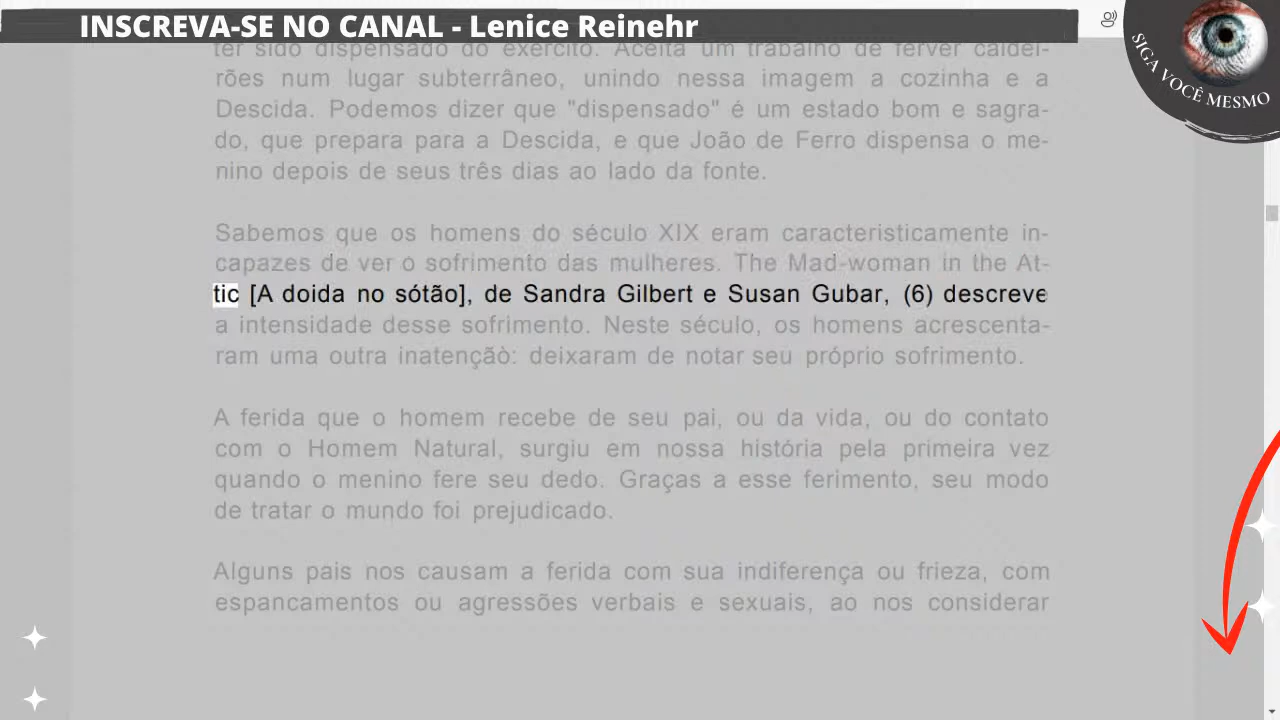 INSCREVA-SE NO CANAL - Lenice Reinehr
SIGA VOCÊ MESMO
ter sido dispensado do exército. Aceita um trabalho de ferver caldei-
rões num lugar subterrâneo, unindo nessa imagem a cozinha e a
Descida. Podemos dizer que "dispensado" é um estado bom e sagra-
do, que prepara para a Descida, e que João de Ferro dispensa o me-
nino depois de seus três dias ao lado da fonte.
Sabemos que os homens do século XIX eram caracteristicamente in-
capazes de ver o sofrimento das mulheres. The Mad-woman in the At-
tic [A doida no sótão], de Sandra Gilbert e Susan Gubar, (6) descreve
a intensidade desse sofrimento. Neste século, os homens acrescenta-
ram uma outra inatenção: deixaram de notar seu próprio sofrimento.
A ferida que o homem recebe de seu pai, ou da vida, ou do contato
com o Homem Natural, surgiu em nossa história pela primeira vez
quando o menino fere seu dedo. Graças a esse ferimento, seu modo
de tratar o mundo foi prejudicado.
Alguns pais nos causam a ferida com sua indiferença ou frieza, com
espancamentos ou agressões verbais e sexuais, ao nos considerar